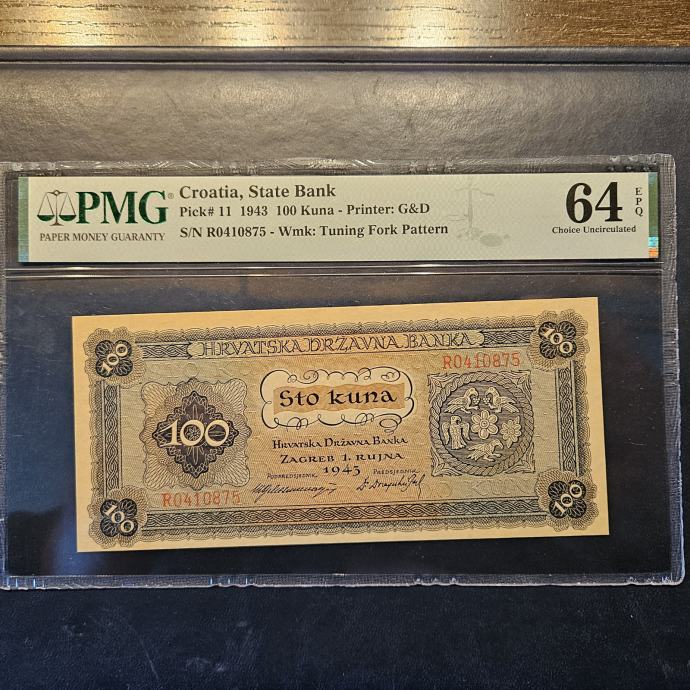 PMG®
PAPER MONEY GUARANTY
Croatia, State Bank
Pick# 11 1943 100 Kuna - Printer: G&D
S/N R0410875 - Wmk: Tuning Fork Pattern
64 EPQ
Choice Uncirculated
100
HRVATSKA DRŽAVNA BANKA
100
R0410875
Sto kuna
100
HRVATSKA DRŽAVNA BANKA
ZAGREB 1. RUJNA
1943
PODPREDSJEDNIK
PREDSJEDNIK
R0410875
100
100